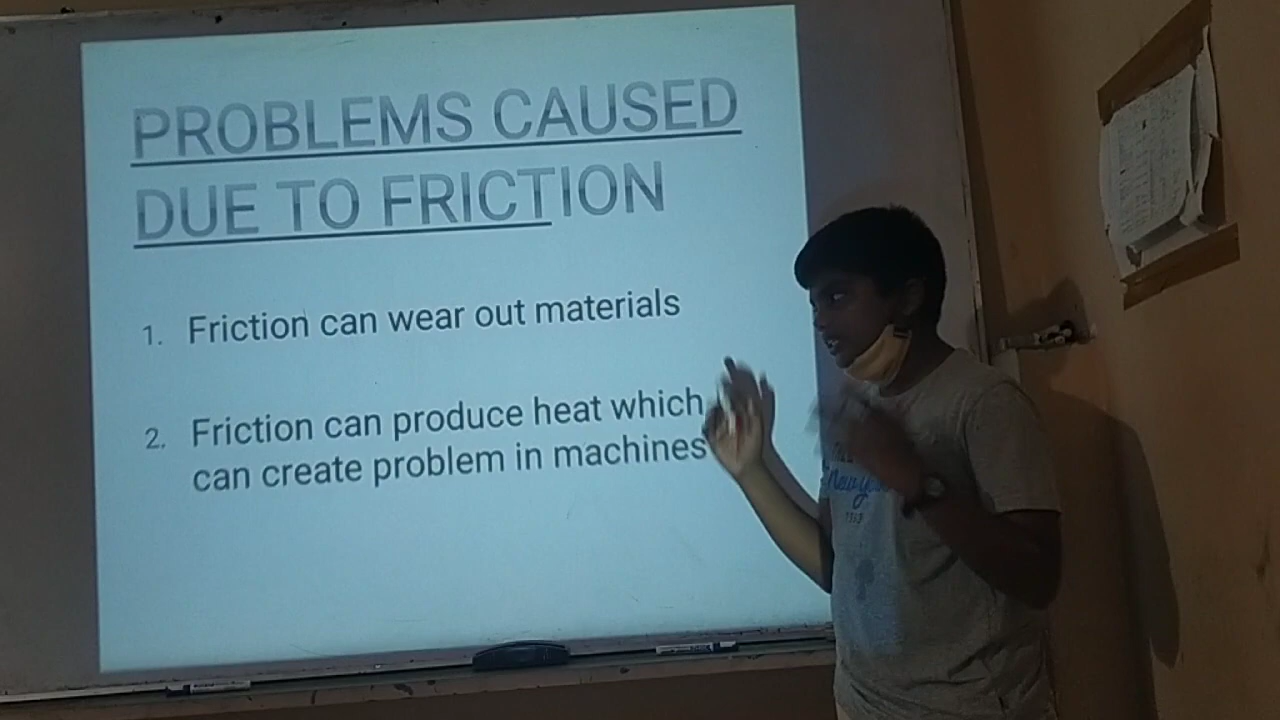 PROBLEMS CAUSED
DUE TO FRICTION
1. Friction can wear out materials
2. Friction can produce heat which
can create problem in machines